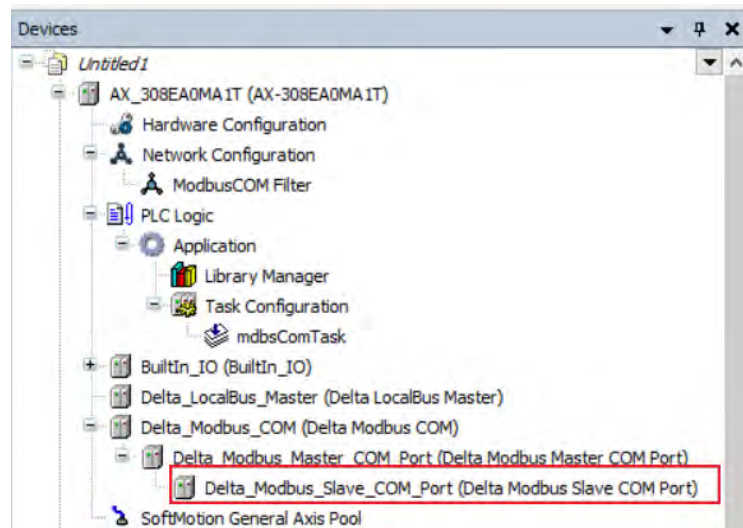 Devices
Untitled1
AX_308EA0MA1T (AX-308EA0MA1T)
Hardware Configuration
Network Configuration
ModbusCOM Filter
PLC Logic
Application
Library Manager
Task Configuration
mdbsComTask
BuiltIn_IO (BuiltIn_IO)
Delta_LocalBus_Master (Delta LocalBus Master)
Delta_Modbus_COM (Delta Modbus COM)
Delta_Modbus_Master_COM_Port (Delta Modbus Master COM Port)
Delta_Modbus_Slave_COM_Port (Delta Modbus Slave COM Port)
SoftMotion General Axis Pool